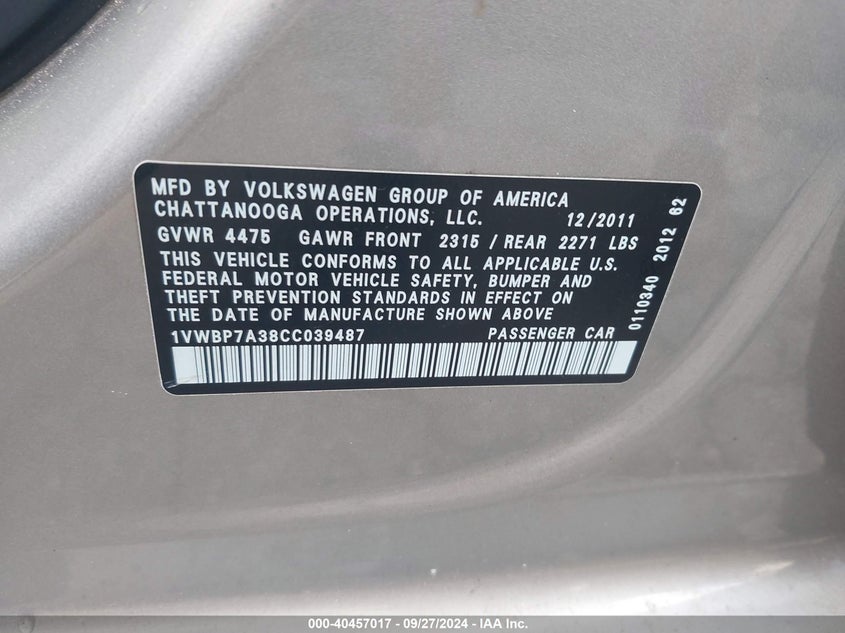 MFD BY VOLKSWAGEN GROUP OF AMERICA
CHATTANOOGA OPERATIONS, LLC. 12/2011
GVWR 4475 GAWR FRONT 2315 / REAR 2271 LBS
THIS VEHICLE CONFORMS TO ALL APPLICABLE U.S.
FEDERAL MOTOR VEHICLE SAFETY, BUMPER AND
THEFT PREVENTION STANDARDS IN EFFECT ON
THE DATE OF MANUFACTURE SHOWN ABOVE
1VWBP7A38CC039487 PASSENGER CAR
0110340 2012 62
000-40457017 - 09/27/2024 - IAA Inc.